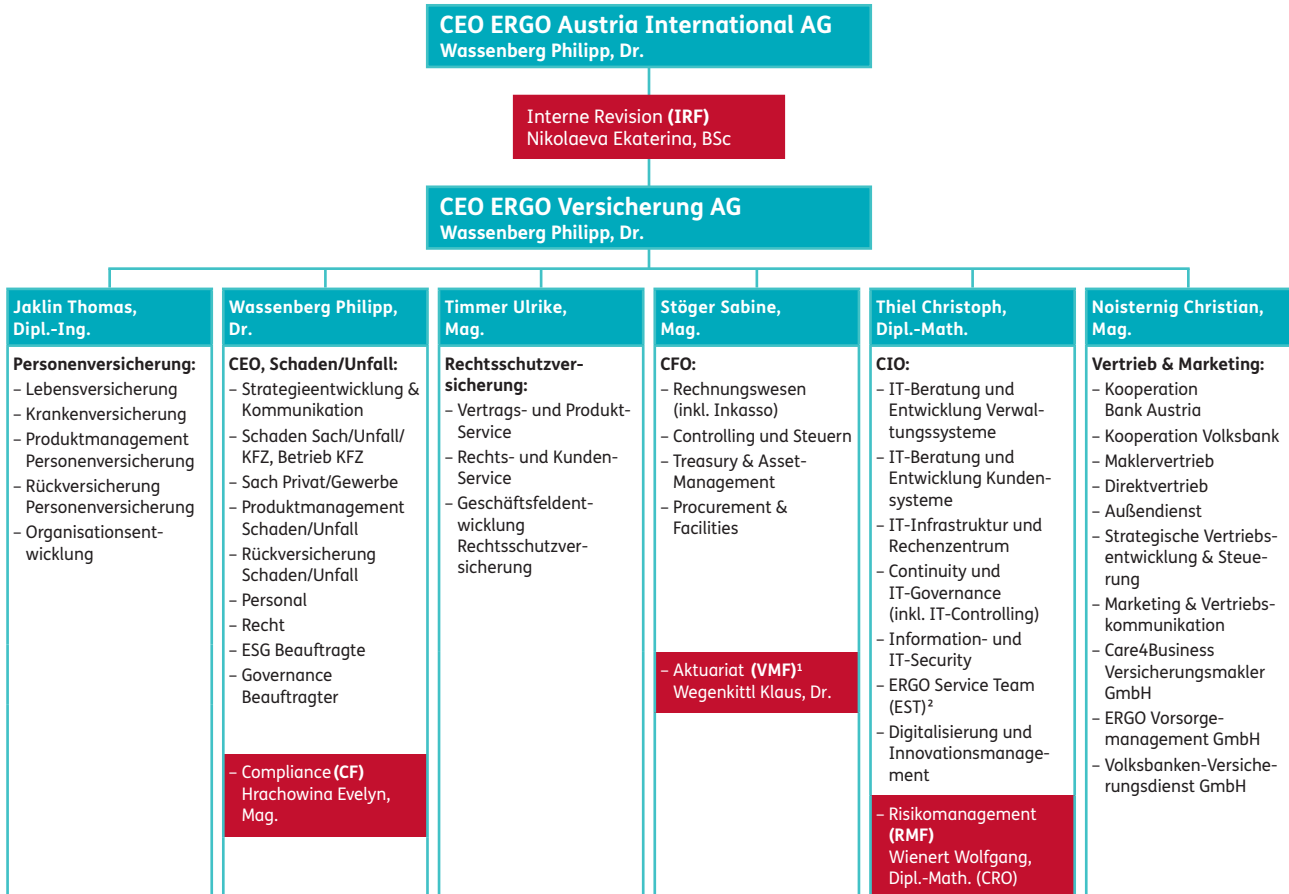 CEO ERGO Austria International AG
Wassenberg Philipp, Dr.
Interne Revision (IRF)
Nikolaeva Ekaterina, BSc
CEO ERGO Versicherung AG
Wassenberg Philipp, Dr.
Jaklin Thomas,
Dipl.-Ing.
Personenversicherung:
– Lebensversicherung
– Krankenversicherung
– Produktmanagement
Personenversicherung
– Rückversicherung
Personenversicherung
– Organisationsent-
wicklung
Wassenberg Philipp,
Dr.
CEO, Schaden/Unfall:
– Strategieentwicklung &
Kommunikation
– Schaden Sach/Unfall/
KFZ, Betrieb KFZ
– Sach Privat/Gewerbe
– Produktmanagement
Schaden/Unfall
– Rückversicherung
Schaden/Unfall
– Personal
– Recht
– ESG Beauftragte
– Governance
Beauftragter
– Compliance (CF)
Hrachowina Evelyn,
Mag.
Timmer Ulrike,
Mag.
Rechtsschutzver-
sicherung:
– Vertrags- und Produkt-
Service
– Rechts- und Kunden-
Service
– Geschäftsfeldent-
wicklung
Rechtsschutzver-
sicherung
Stöger Sabine,
Mag.
CFO:
– Rechnungswesen
(inkl. Inkasso)
– Controlling und Steuern
– Treasury & Asset-
Management
– Procurement &
Facilities
– Aktuariat (VMF)¹
Wegenkittl Klaus, Dr.
Thiel Christoph,
Dipl.-Math.
CIO:
– IT-Beratung und
Entwicklung Verwal-
tungssysteme
– IT-Beratung und
Entwicklung Kunden-
systeme
– IT-Infrastruktur und
Rechenzentrum
– Continuity und
IT-Governance
(inkl. IT-Controlling)
– Information- und
IT-Security
– ERGO Service Team
(EST)²
– Digitalisierung und
Innovationsmanage-
ment
– Risikomanagement
(RMF)
Wienert Wolfgang,
Dipl.-Math. (CRO)
Noisternig Christian,
Mag.
Vertrieb & Marketing:
– Kooperation
Bank Austria
– Kooperation Volksbank
– Maklervertrieb
– Direktvertrieb
– Außendienst
– Strategische Vertriebs-
entwicklung & Steue-
rung
– Marketing & Vertriebs-
kommunikation
– Care4Business
Versicherungsmakler
GmbH
– ERGO Vorsorge-
management GmbH
– Volksbanken-Versiche-
rungsdienst GmbH